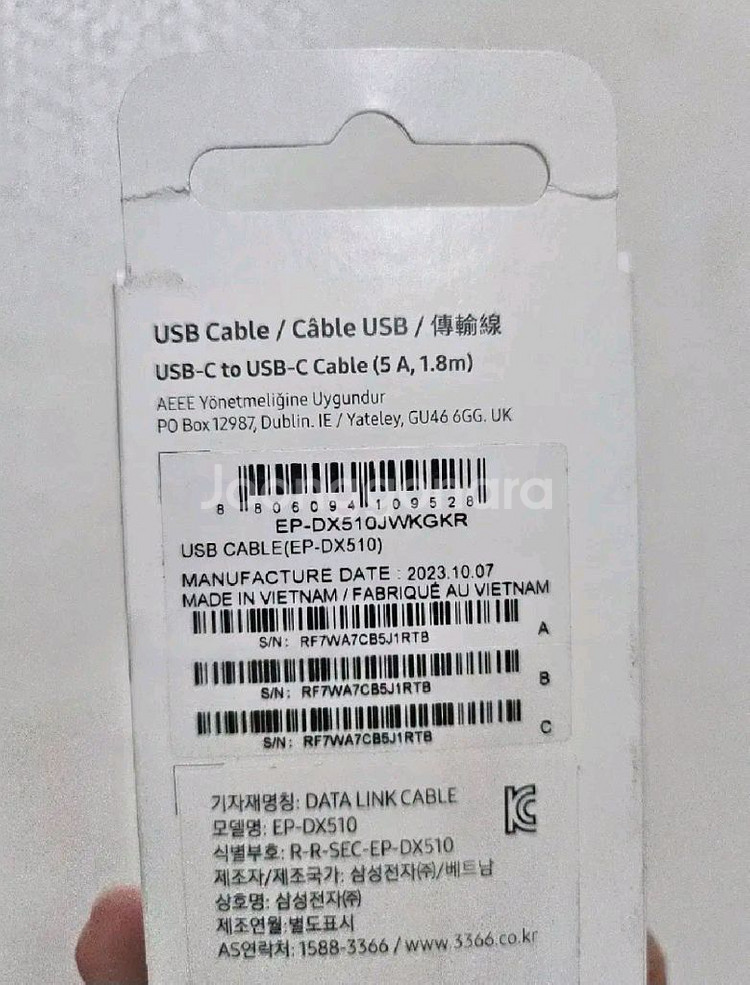 USB Cable / Câble USB / 傳輸線
USB-C to USB-C Cable (5 A, 1.8m)
AEEE Yönetmeliğine Uygundur
PO Box 12987, Dublin. IE / Yateley, GU46 6GG. UK
Joonggonara
8 806094 109528
EP-DX510JWKGKR
USB CABLE(EP-DX510)
MANUFACTURE DATE : 2023.10.07
MADE IN VIETNAM / FABRIQUÉ AU VIETNAM
A
S/N: RF7WA7CB5J1RTB
B
S/N: RF7WA7CB5J1RTB
C
S/N: RF7WA7CB5J1RTB
기자재명칭: DATA LINK CABLE
모델명: EP-DX510
식별부호: R-R-SEC-EP-DX510
제조자/제조국가: 삼성전자㈜/베트남
상호명: 삼성전자㈜
제조연월:별도표시
AS연락처: 1588-3366 / www.3366.co.kr